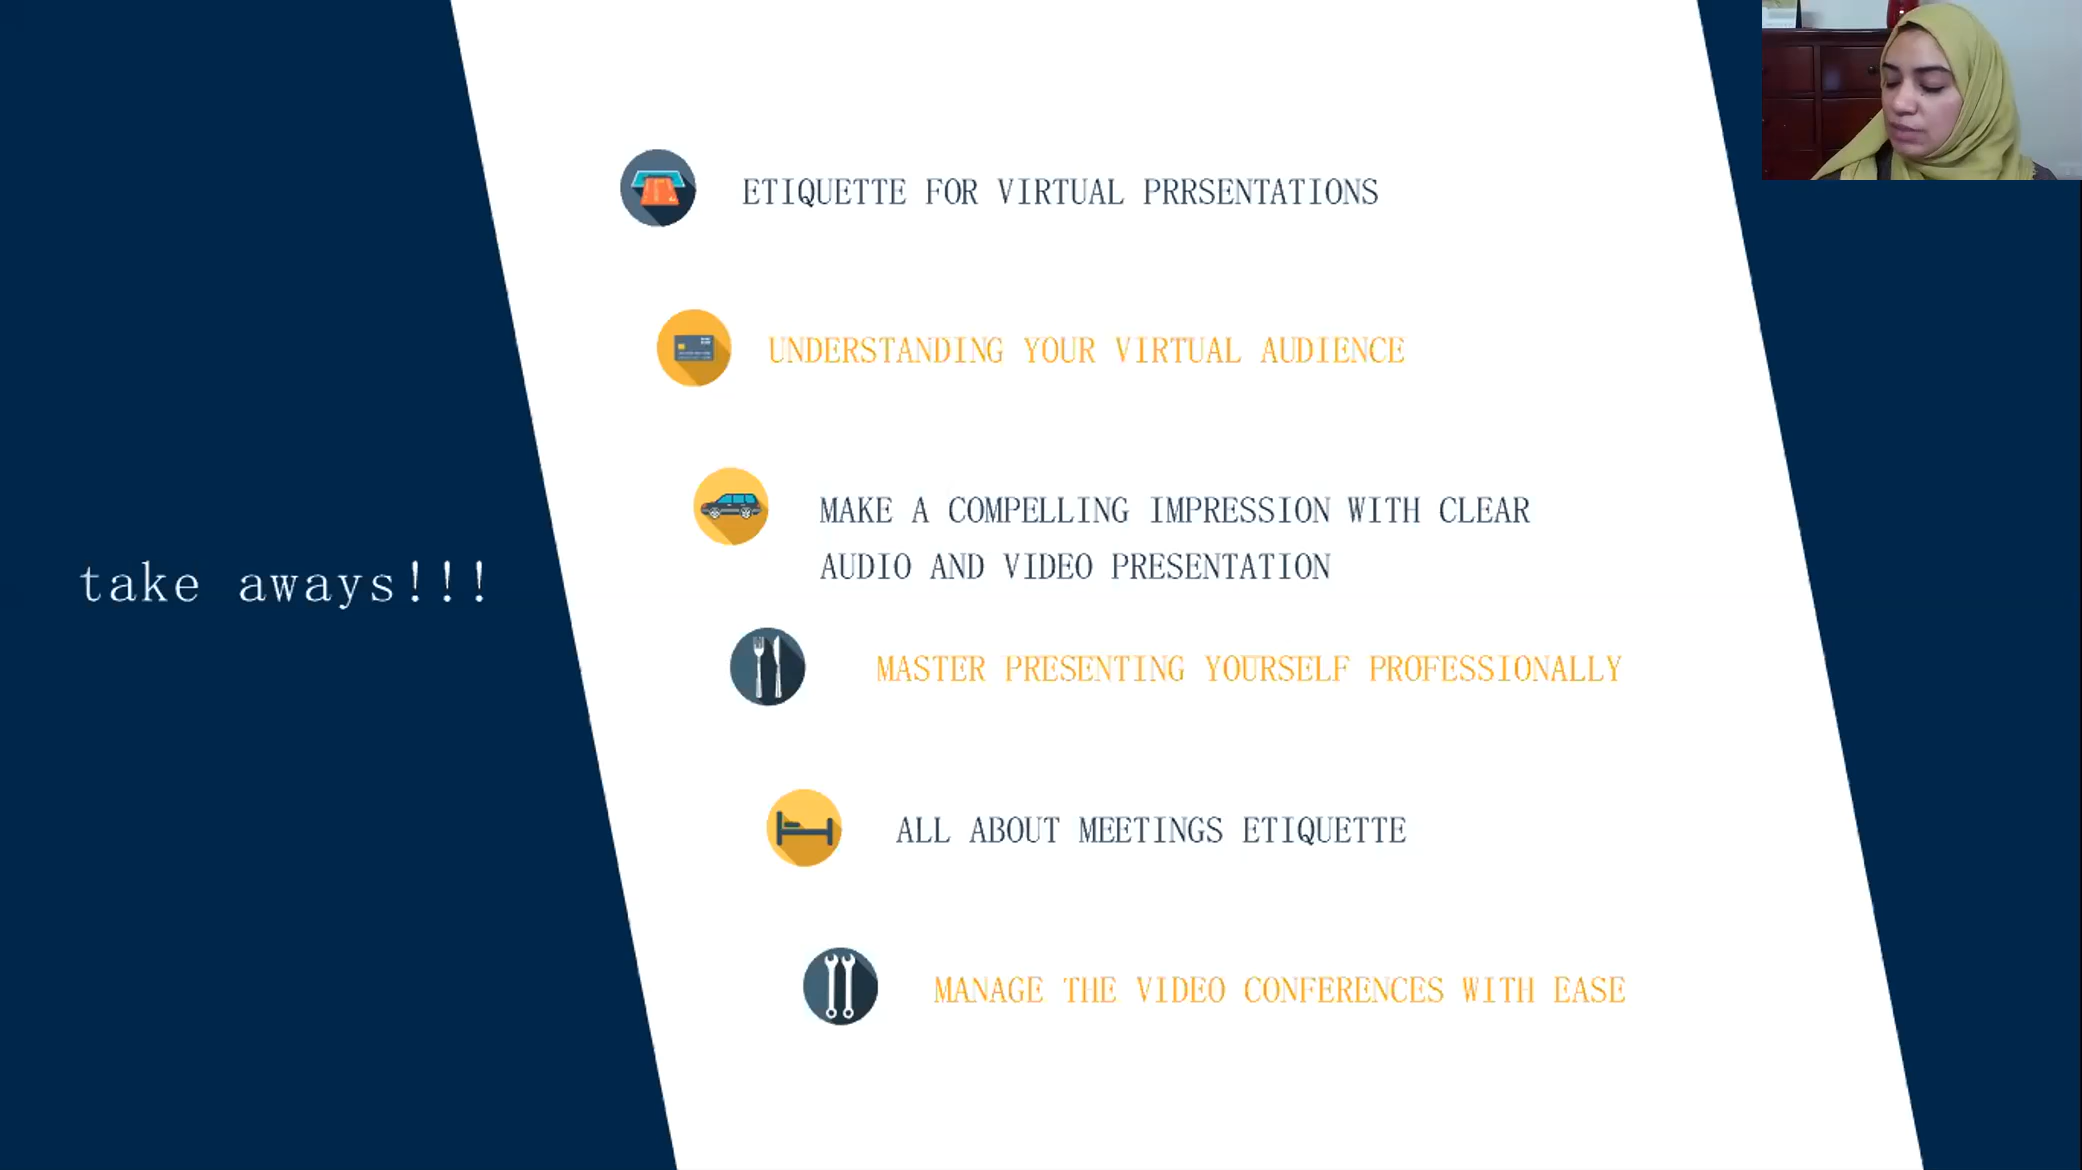 ETIQUETTE FOR VIRTUAL PRRSENTATIONS
UNDERSTANDING YOUR VIRTUAL AUDIENCE
MAKE A COMPELLING IMPRESSION WITH CLEAR
AUDIO AND VIDEO PRESENTATION
take aways!!!
MASTER PRESENTING YOURSELF PROFESSIONALLY
ALL ABOUT MEETINGS ETIQUETTE
MANAGE THE VIDEO CONFERENCES WITH EASE